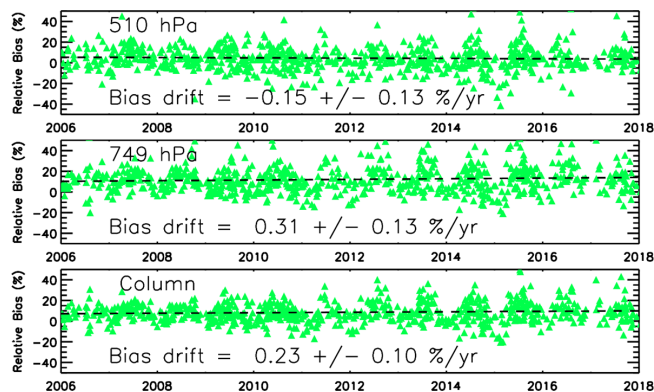 510 hPa
Relative Bias (%)
40
20
0
−20
−40
Bias drift = −0.15 +/− 0.13 %/yr
2006 2008 2010 2012 2014 2016 2018
749 hPa
Relative Bias (%)
40
20
0
−20
−40
Bias drift = 0.31 +/− 0.13 %/yr
2006 2008 2010 2012 2014 2016 2018
Column
Relative Bias (%)
40
20
0
−20
−40
Bias drift = 0.23 +/− 0.10 %/yr
2006 2008 2010 2012 2014 2016 2018